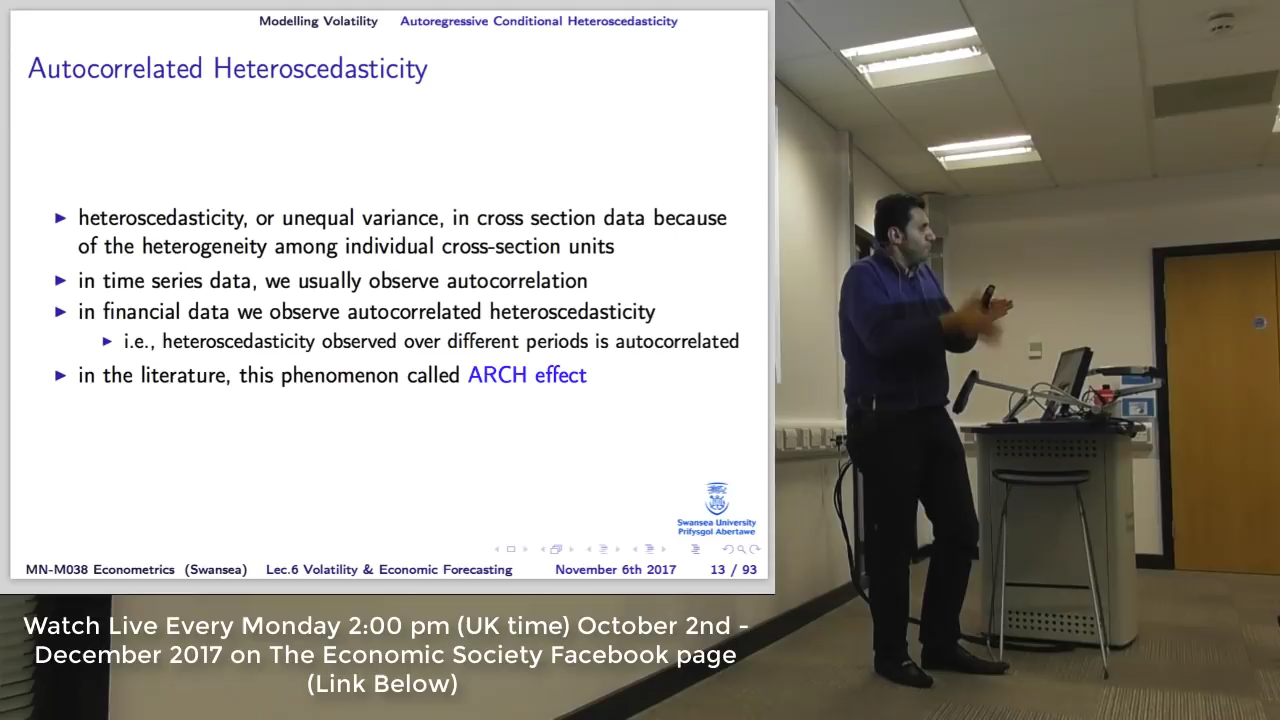 Modelling Volatility Autoregressive Conditional Heteroscedasticity
Autocorrelated Heteroscedasticity
heteroscedasticity, or unequal variance, in cross section data because
of the heterogeneity among individual cross-section units
in time series data, we usually observe autocorrelation
in financial data we observe autocorrelated heteroscedasticity
i.e., heteroscedasticity observed over different periods is autocorrelated
in the literature, this phenomenon called ARCH effect
Swansea University
Prifysgol Abertawe
MN-M038 Econometrics (Swansea) Lec.6 Volatility & Economic Forecasting November 6th 2017 13 / 93
Watch Live Every Monday 2:00 pm (UK time) October 2nd -
December 2017 on The Economic Society Facebook page
(Link Below)